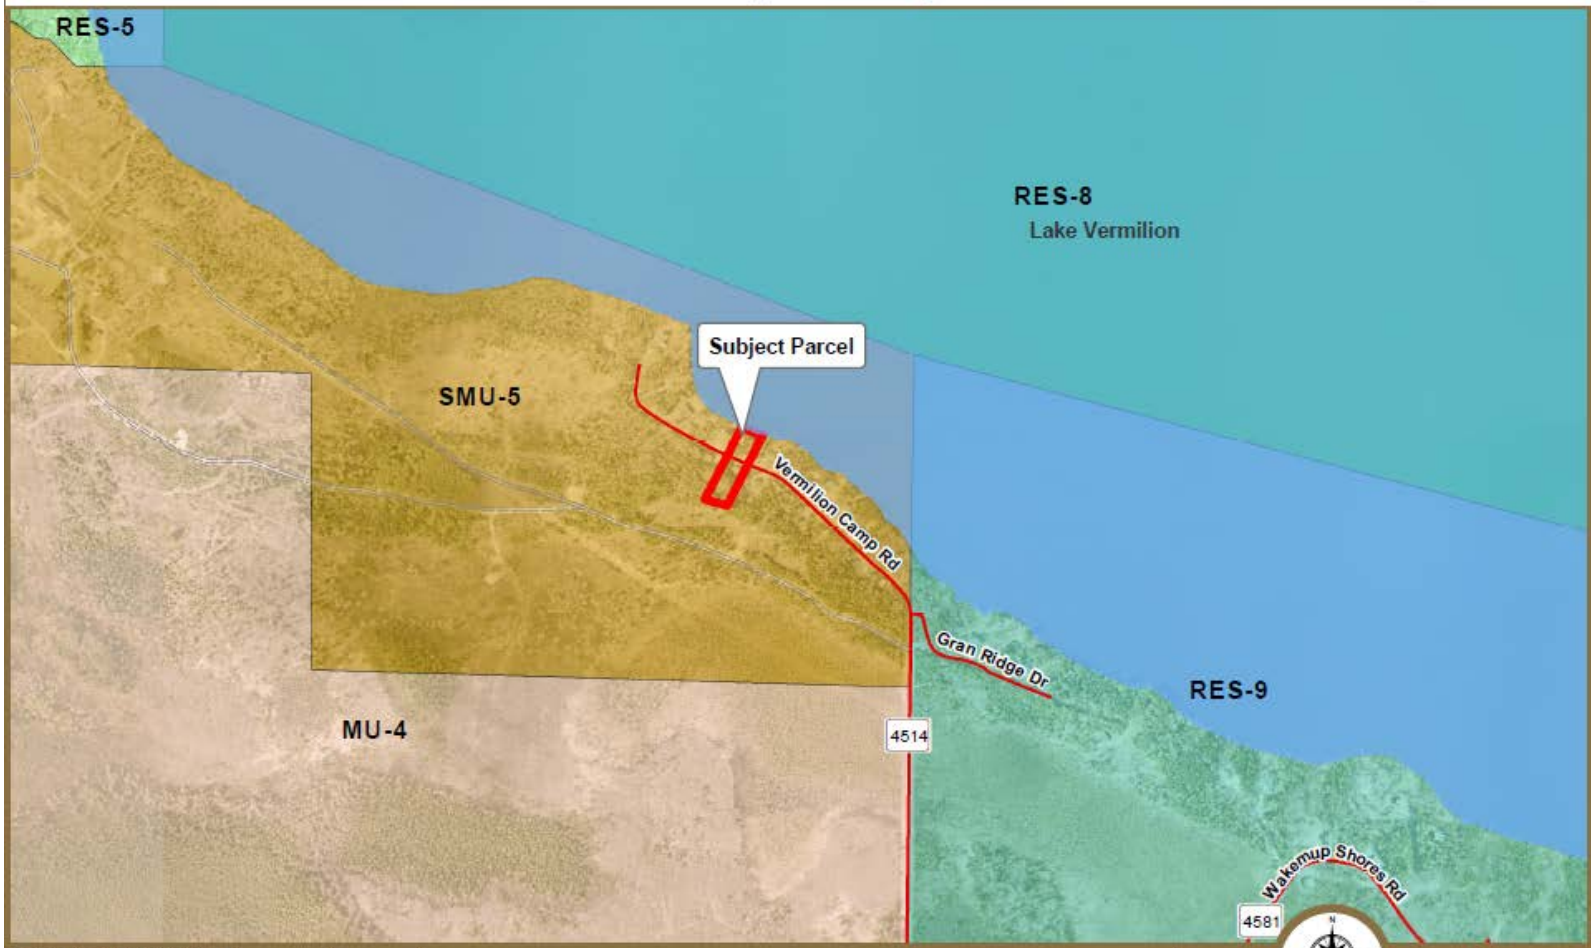 RES-5
RES-8
Lake Vermilion
Subject Parcel
SMU-5
Vermilion Camp Rd
Gran Ridge Dr
RES-9
MU-4
4514
Wakemup Shores Rd
4581
N